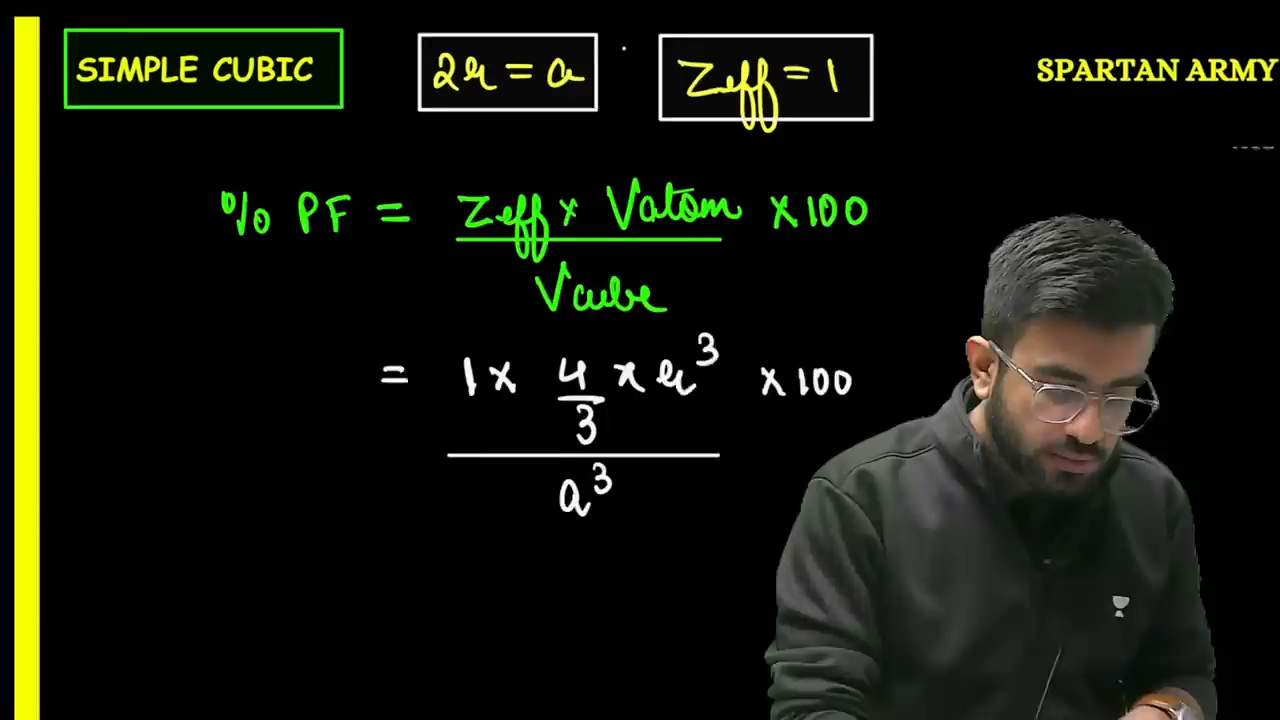 SIMPLE CUBIC
2r = a
Zeff = 1
SPARTAN ARMY
% PF = Zeff × Vatom × 100
Vcube
= 1 × 4 × r³ × 100
3
a³